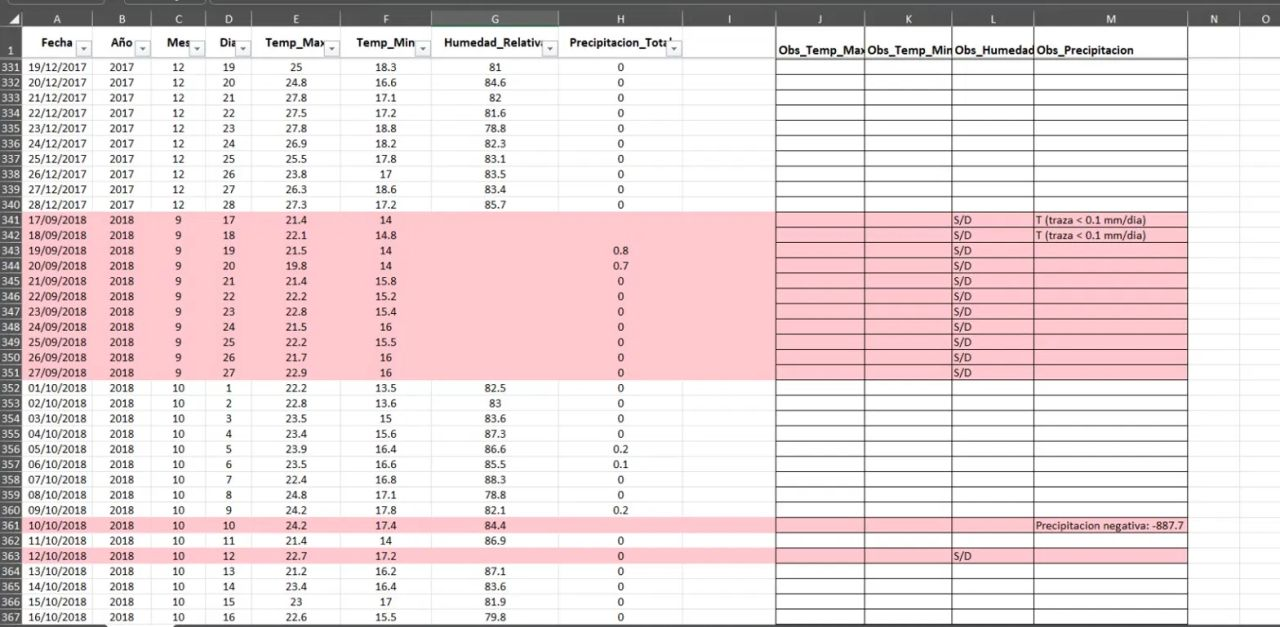 A B C D E F G H I J K L M N O
1 Fecha Año Mes Dia Temp_Max Temp_Min Humedad_Relativa Precipitacion_Total Obs_Temp_Max Obs_Temp_Min Obs_Humedad Obs_Precipitacion
331 19/12/2017 2017 12 19 25 18.3 81 0
332 20/12/2017 2017 12 20 24.8 16.6 84.6 0
333 21/12/2017 2017 12 21 27.8 17.1 82 0
334 22/12/2017 2017 12 22 27.5 17.2 81.6 0
335 23/12/2017 2017 12 23 27.8 18.8 78.8 0
336 24/12/2017 2017 12 24 26.9 18.2 82.3 0
337 25/12/2017 2017 12 25 25.5 17.8 83.1 0
338 26/12/2017 2017 12 26 23.8 17 83.5 0
339 27/12/2017 2017 12 27 26.3 18.6 83.4 0
340 28/12/2017 2017 12 28 27.3 17.2 85.7 0
341 17/09/2018 2018 9 17 21.4 14 S/D T (traza < 0.1 mm/dia)
342 18/09/2018 2018 9 18 22.1 14.8 S/D T (traza < 0.1 mm/dia)
343 19/09/2018 2018 9 19 21.5 14 0.8 S/D
344 20/09/2018 2018 9 20 19.8 14 0.7 S/D
345 21/09/2018 2018 9 21 21.4 15.8 0 S/D
346 22/09/2018 2018 9 22 22.2 15.2 0 S/D
347 23/09/2018 2018 9 23 22.8 15.4 0 S/D
348 24/09/2018 2018 9 24 21.5 16 0 S/D
349 25/09/2018 2018 9 25 22.2 15.5 0 S/D
350 26/09/2018 2018 9 26 21.7 16 0 S/D
351 27/09/2018 2018 9 27 22.9 16 0 S/D
352 01/10/2018 2018 10 1 22.2 13.5 82.5 0
353 02/10/2018 2018 10 2 22.8 13.6 83 0
354 03/10/2018 2018 10 3 23.5 15 83.6 0
355 04/10/2018 2018 10 4 23.4 15.6 87.3 0
356 05/10/2018 2018 10 5 23.9 16.4 86.6 0.2
357 06/10/2018 2018 10 6 23.5 16.6 85.5 0.1
358 07/10/2018 2018 10 7 22.4 16.8 88.3 0
359 08/10/2018 2018 10 8 24.8 17.1 78.8 0
360 09/10/2018 2018 10 9 24.2 17.8 82.1 0.2
361 10/10/2018 2018 10 10 24.2 17.4 84.4 Precipitacion negativa: -887.7
362 11/10/2018 2018 10 11 21.4 14 86.9 0
363 12/10/2018 2018 10 12 22.7 17.2 0 S/D
364 13/10/2018 2018 10 13 21.2 16.2 87.1 0
365 14/10/2018 2018 10 14 23.4 16.4 83.6 0
366 15/10/2018 2018 10 15 23 17 81.9 0
367 16/10/2018 2018 10 16 22.6 15.5 79.8 0